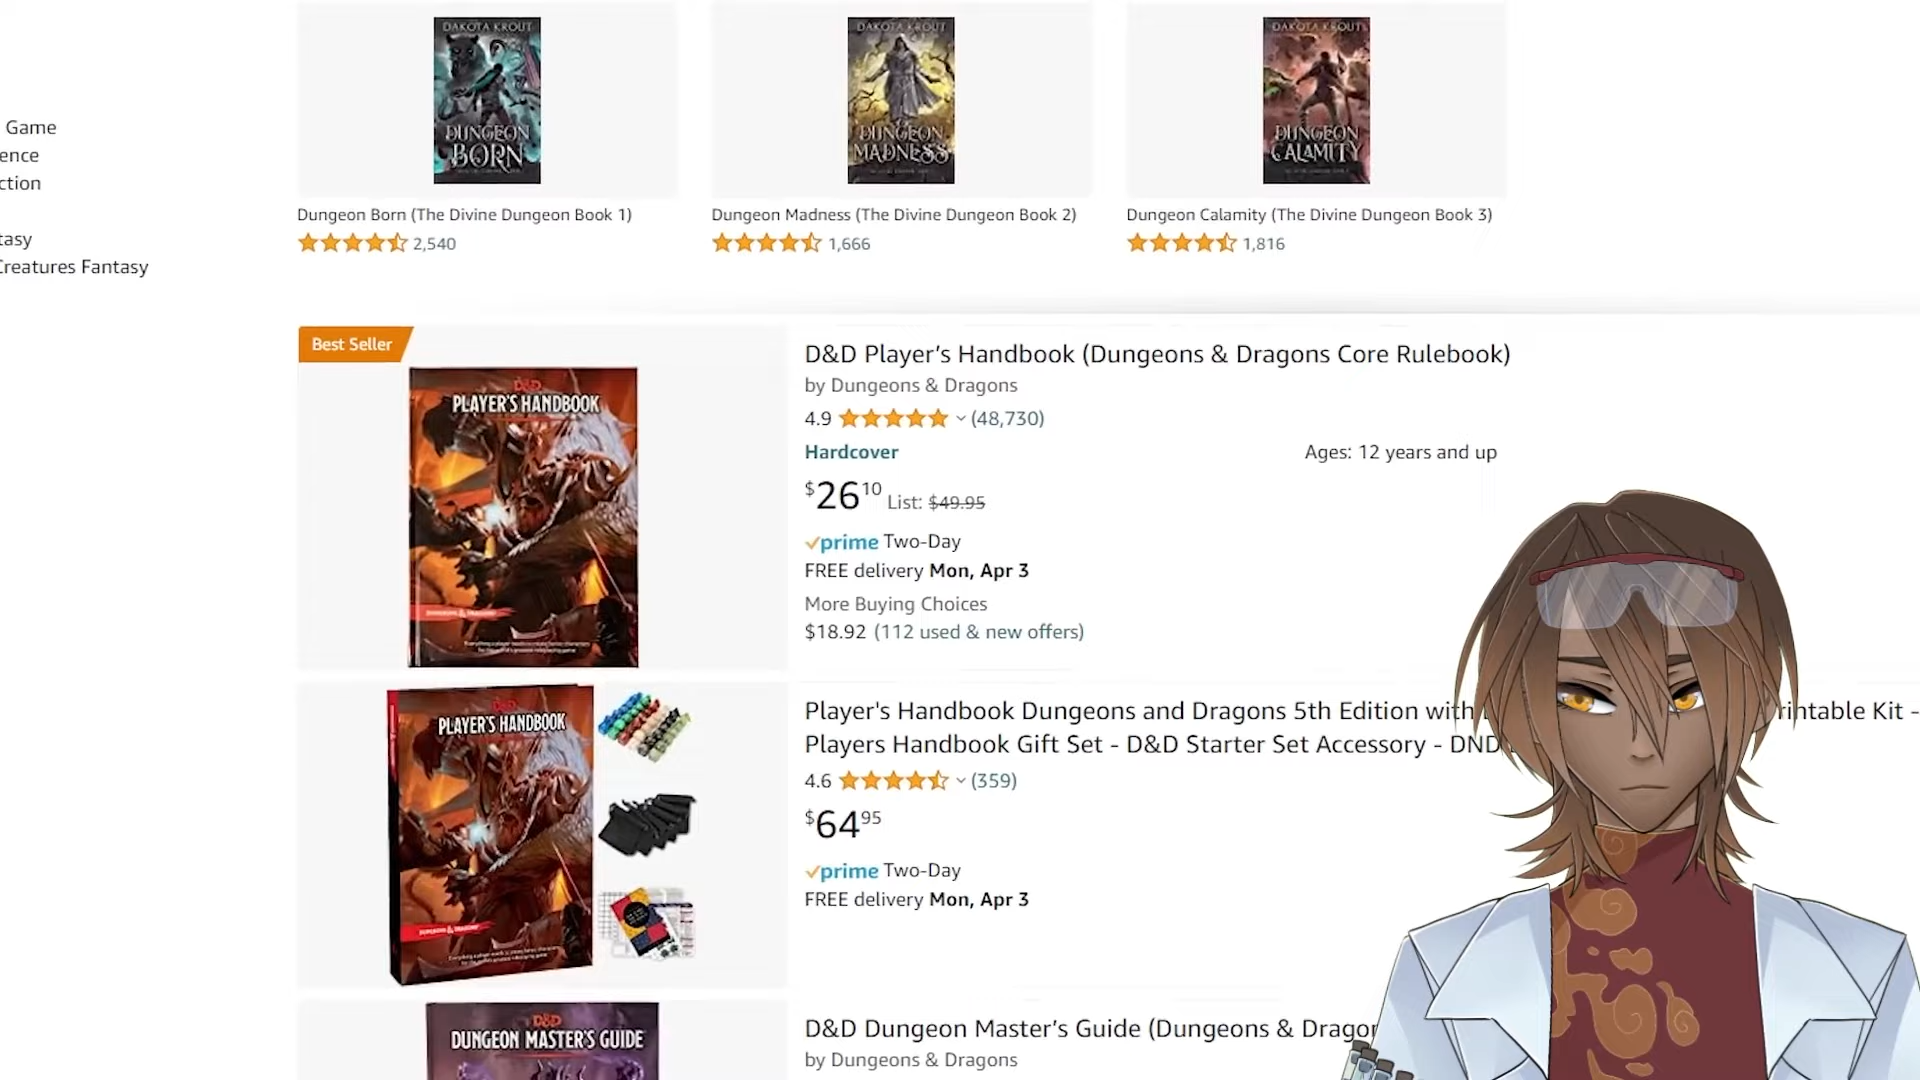 DAKOTA KROUT
DUNGEON
BORN
DAKOTA KROUT
DUNGEON
MADNESS
DAKOTA KROUT
DUNGEON
CALAMITY
Game
ence
ction
tasy
Creatures Fantasy
Dungeon Born (The Divine Dungeon Book 1)
2,540
Dungeon Madness (The Divine Dungeon Book 2)
1,666
Dungeon Calamity (The Divine Dungeon Book 3)
1,816
Best Seller
D&D
PLAYER'S HANDBOOK
DUNGEONS & DRAGONS
D&D Player's Handbook (Dungeons & Dragons Core Rulebook)
by Dungeons & Dragons
4.9 (48,730)
Hardcover
Ages: 12 years and up
$26 10 List: $49.95
prime Two-Day
FREE delivery Mon, Apr 3
More Buying Choices
$18.92 (112 used & new offers)
D&D
PLAYER'S HANDBOOK
DUNGEONS & DRAGONS
Player's Handbook Dungeons and Dragons 5th Edition with rintable Kit -
Players Handbook Gift Set - D&D Starter Set Accessory - DND
4.6 (359)
$64 95
prime Two-Day
FREE delivery Mon, Apr 3
D&D
DUNGEON MASTER'S GUIDE
D&D Dungeon Master's Guide (Dungeons & Dragon
by Dungeons & Dragons